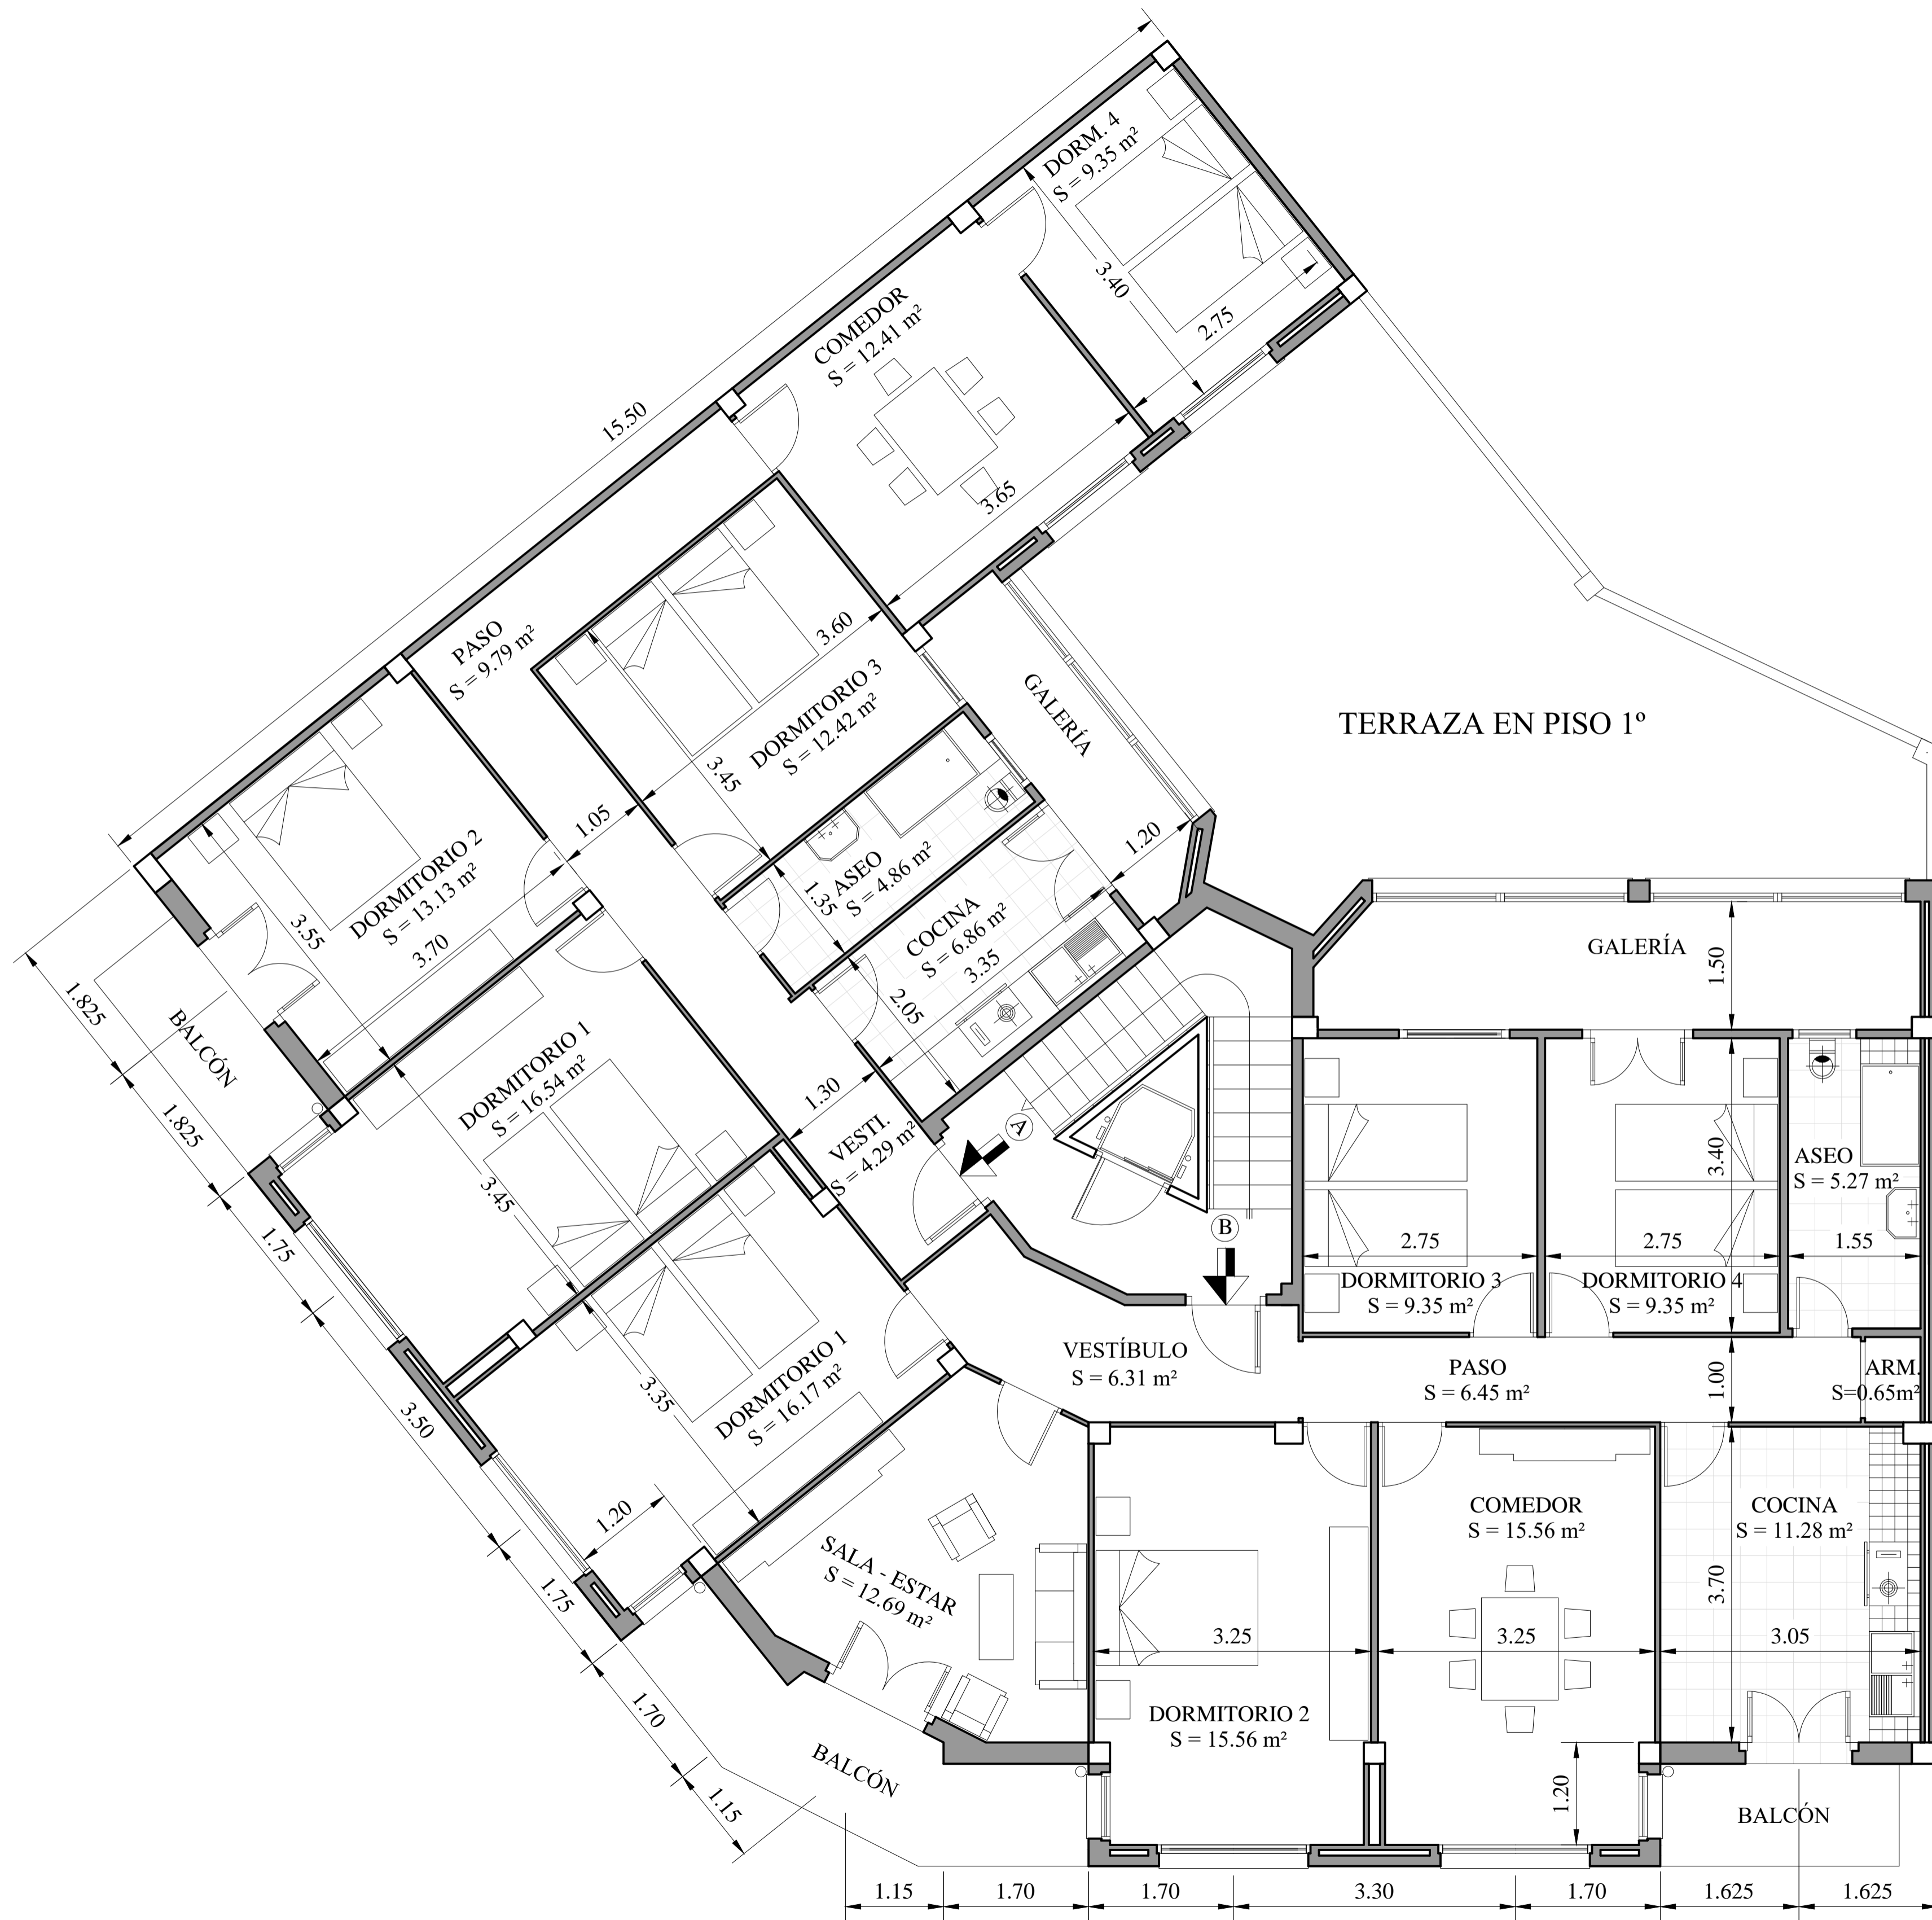 DORM. 4
S = 9.35 m²
3.40
2.75
COMEDOR
S = 12.41 m²
15.50
3.65
PASO
S = 9.79 m²
3.60
DORMITORIO 3
S = 12.42 m²
3.45
GALERÍA
TERRAZA EN PISO 1º
1.05
1.20
DORMITORIO 2
S = 13.13 m²
3.55
3.70
ASEO
S = 4.86 m²
1.35
COCINA
S = 6.86 m²
3.35
2.05
GALERÍA
1.50
1.825
BALCÓN
1.825
DORMITORIO 1
S = 16.54 m²
3.45
1.30
VESTI.
S = 4.29 m²
A
B
3.40
ASEO
S = 5.27 m²
2.75
2.75
1.55
DORMITORIO 3
S = 9.35 m²
DORMITORIO 4
S = 9.35 m²
1.75
VESTÍBULO
S = 6.31 m²
PASO
S = 6.45 m²
1.00
ARM.
S=0.65m²
3.50
3.35
DORMITORIO 1
S = 16.17 m²
1.20
COMEDOR
S = 15.56 m²
COCINA
S = 11.28 m²
SALA - ESTAR
S = 12.69 m²
3.70
1.75
3.25
3.25
3.05
1.70
DORMITORIO 2
S = 15.56 m²
BALCÓN
1.15
1.20
BALCÓN
1.15
1.70
1.70
3.30
1.70
1.625
1.625